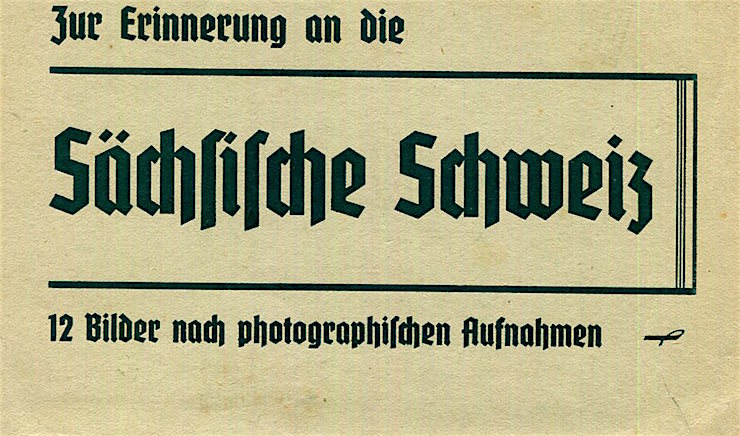 Zur Erinnerung an die
Sächſiſche Schweiz
12 Bilder nach photographiſchen Aufnahmen